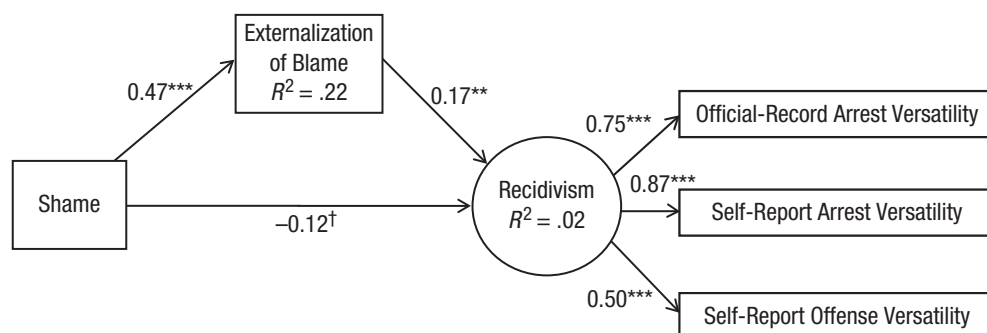 Externalization
of Blame
R² = .22
0.47***
0.17**
Shame
−0.12†
Recidivism
R² = .02
0.75***
0.87***
0.50***
Official-Record Arrest Versatility
Self-Report Arrest Versatility
Self-Report Offense Versatility